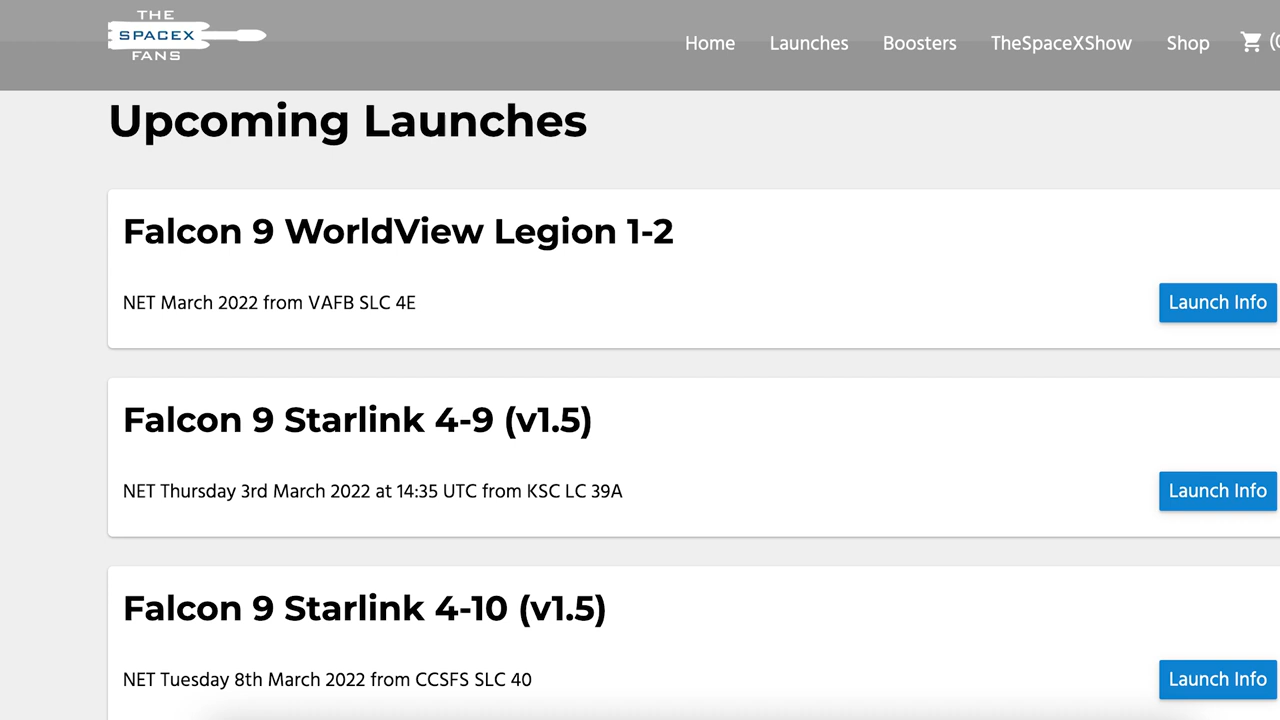 THE
SPACEX
FANS
Home
Launches
Boosters
TheSpaceXShow
Shop
Upcoming Launches
Falcon 9 WorldView Legion 1-2
NET March 2022 from VAFB SLC 4E
Launch Info
Falcon 9 Starlink 4-9 (v1.5)
NET Thursday 3rd March 2022 at 14:35 UTC from KSC LC 39A
Launch Info
Falcon 9 Starlink 4-10 (v1.5)
NET Tuesday 8th March 2022 from CCSFS SLC 40
Launch Info